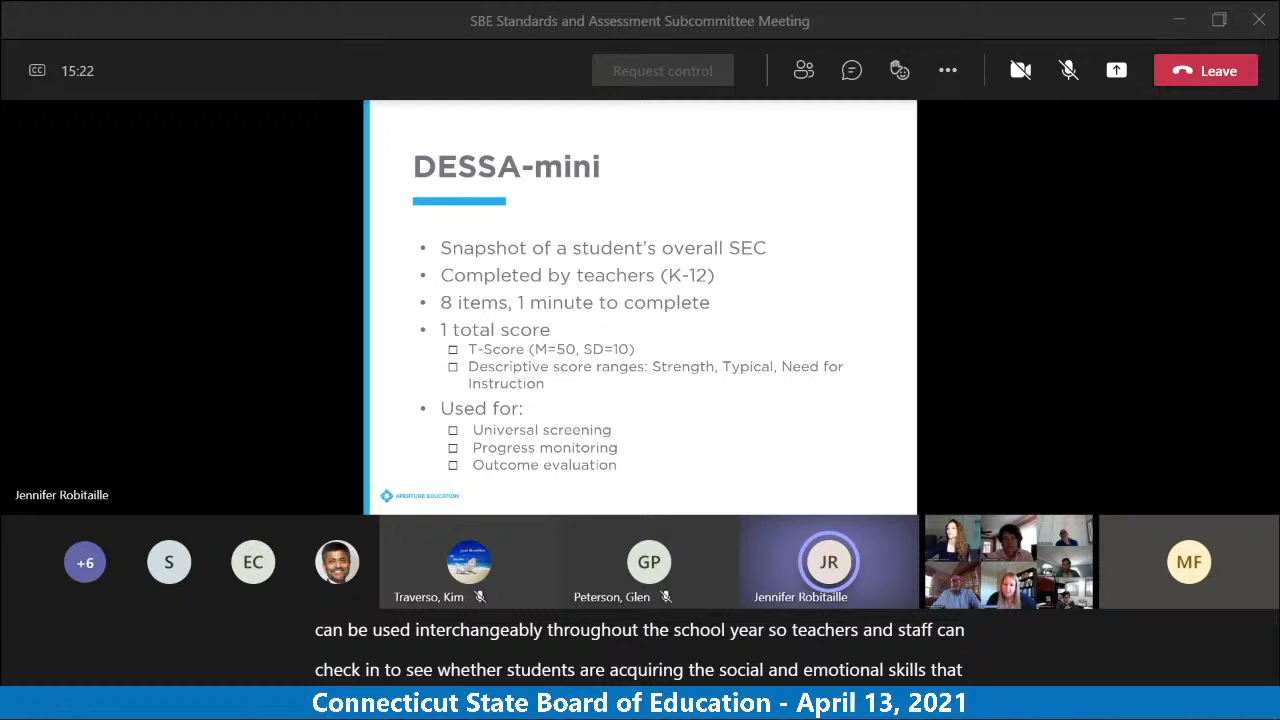 SBE Standards and Assessment Subcommittee Meeting
CC 15:22
Request control
Leave
DESSA-mini
• Snapshot of a student's overall SEC
• Completed by teachers (K-12)
• 8 items, 1 minute to complete
• 1 total score
□ T-Score (M=50, SD=10)
□ Descriptive score ranges: Strength, Typical, Need for
Instruction
• Used for:
□ Universal screening
□ Progress monitoring
□ Outcome evaluation
APERTURE EDUCATION
Jennifer Robitaille
+6
S
EC
GP
JR
MF
Traverso, Kim
Peterson, Glen
Jennifer Robitaille
can be used interchangeably throughout the school year so teachers and staff can
check in to see whether students are acquiring the social and emotional skills that
Connecticut State Board of Education - April 13, 2021